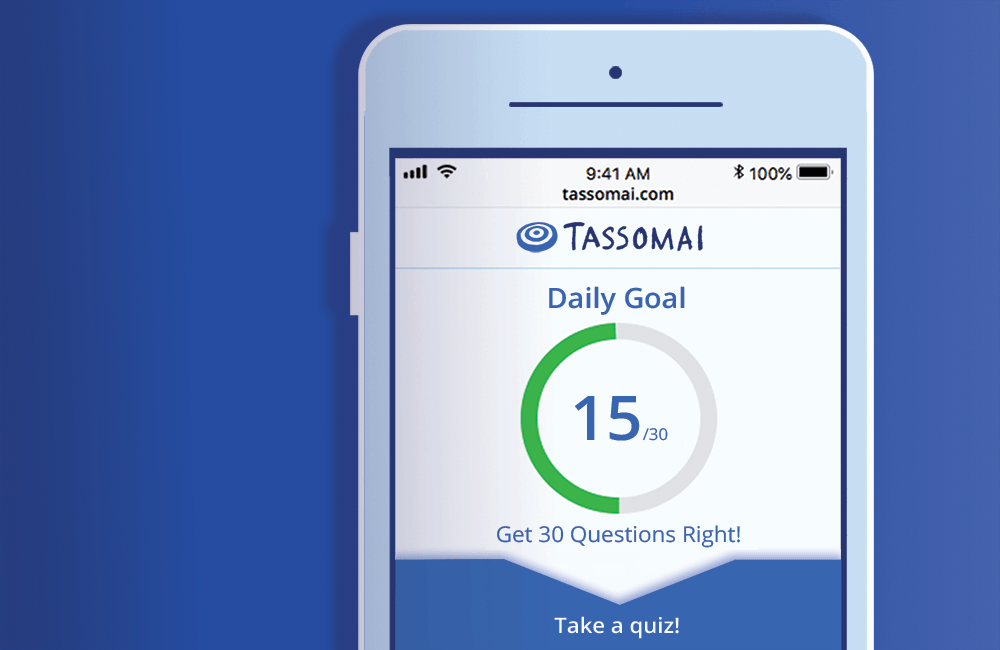 9:41 AM
100%
tassomai.com
TASSOMAI
Daily Goal
15/30
Get 30 Questions Right!
Take a quiz!